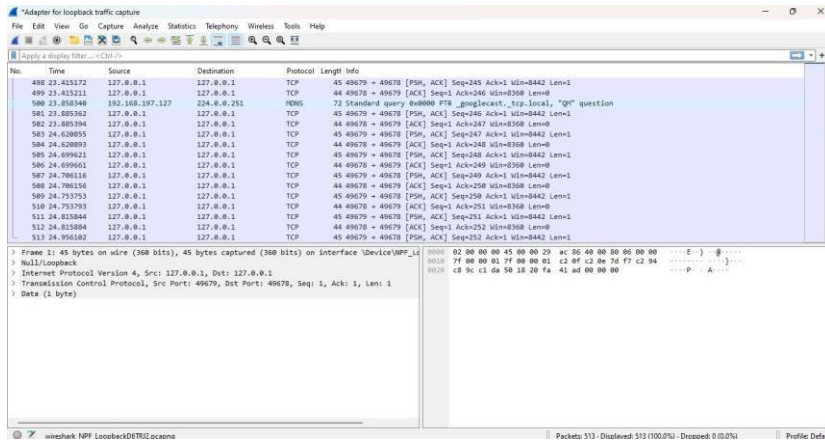 *Adapter for loopback traffic capture
File Edit View Go Capture Analyze Statistics Telephony Wireless Tools Help
Apply a display filter ... <Ctrl-/>
No. Time Source Destination Protocol Length Info
498 23.415172 127.0.0.1 127.0.0.1 TCP 45 49679 → 49678 [PSH, ACK] Seq=245 Ack=1 Win=8442 Len=1
499 23.415211 127.0.0.1 127.0.0.1 TCP 44 49678 → 49679 [ACK] Seq=1 Ack=246 Win=8360 Len=0
500 23.858340 192.168.197.127 224.0.0.251 MDNS 72 Standard query 0x0000 PTR _googlecast._tcp.local, "QM" question
501 23.885362 127.0.0.1 127.0.0.1 TCP 45 49679 → 49678 [PSH, ACK] Seq=246 Ack=1 Win=8442 Len=1
502 23.885394 127.0.0.1 127.0.0.1 TCP 44 49678 → 49679 [ACK] Seq=1 Ack=247 Win=8360 Len=0
503 24.620855 127.0.0.1 127.0.0.1 TCP 45 49679 → 49678 [PSH, ACK] Seq=247 Ack=1 Win=8442 Len=1
504 24.620893 127.0.0.1 127.0.0.1 TCP 44 49678 → 49679 [ACK] Seq=1 Ack=248 Win=8360 Len=0
505 24.699621 127.0.0.1 127.0.0.1 TCP 45 49679 → 49678 [PSH, ACK] Seq=248 Ack=1 Win=8442 Len=1
506 24.699661 127.0.0.1 127.0.0.1 TCP 44 49678 → 49679 [ACK] Seq=1 Ack=249 Win=8360 Len=0
507 24.706116 127.0.0.1 127.0.0.1 TCP 45 49679 → 49678 [PSH, ACK] Seq=249 Ack=1 Win=8442 Len=1
508 24.706156 127.0.0.1 127.0.0.1 TCP 44 49678 → 49679 [ACK] Seq=1 Ack=250 Win=8360 Len=0
509 24.753755 127.0.0.1 127.0.0.1 TCP 45 49679 → 49678 [PSH, ACK] Seq=250 Ack=1 Win=8442 Len=1
510 24.753793 127.0.0.1 127.0.0.1 TCP 44 49678 → 49679 [ACK] Seq=1 Ack=251 Win=8360 Len=0
511 24.815844 127.0.0.1 127.0.0.1 TCP 45 49679 → 49678 [PSH, ACK] Seq=251 Ack=1 Win=8442 Len=1
512 24.815884 127.0.0.1 127.0.0.1 TCP 44 49678 → 49679 [ACK] Seq=1 Ack=252 Win=8360 Len=0
513 24.956102 127.0.0.1 127.0.0.1 TCP 45 49679 → 49678 [PSH, ACK] Seq=252 Ack=1 Win=8442 Len=1
> Frame 1: 45 bytes on wire (360 bits), 45 bytes captured (360 bits) on interface \Device\NPF_Lo
> Null/Loopback
> Internet Protocol Version 4, Src: 127.0.0.1, Dst: 127.0.0.1
> Transmission Control Protocol, Src Port: 49679, Dst Port: 49678, Seq: 1, Ack: 1, Len: 1
> Data (1 byte)
0000 02 00 00 00 45 00 00 29 ac 86 40 00 80 06 00 00 ····E··) ··@·····
0010 7f 00 00 01 7f 00 00 01 c2 0f c2 0e 7d f7 c2 94 ········ ····}···
0020 c8 9c c1 da 50 18 20 fa 41 ad 00 00 00 ····P· · A····
wireshark_NPF_LoopbackD6TRJ2.pcapng
Packets: 513 · Displayed: 513 (100.0%) · Dropped: 0 (0.0%)
Profile: Defa